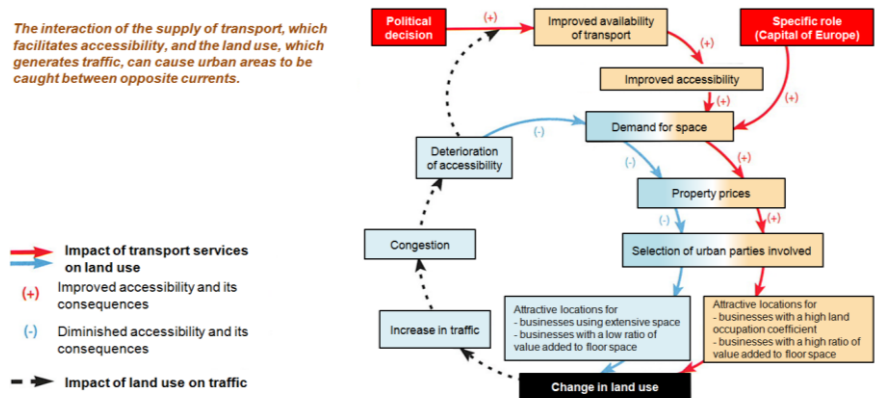 The interaction of the supply of transport, which
facilitates accessibility, and the land use, which
generates traffic, can cause urban areas to be
caught between opposite currents.
Political
decision
(+)
Improved availability
of transport
Specific role
(Capital of Europe)
(+)
Improved accessibility
(+)
(+)
Demand for space
(-)
Deterioration
of accessibility
(-)
(+)
Property prices
(-)
(+)
Congestion
Selection of urban parties involved
Increase in traffic
Attractive locations for
- businesses using extensive space
- businesses with a low ratio of
value added to floor space
Attractive locations for
- businesses with a high land
occupation coefficient
- businesses with a high ratio of
value added to floor space
Change in land use
Impact of transport services
on land use
(+) Improved accessibility and its
consequences
(-) Diminished accessibility and its
consequences
Impact of land use on traffic